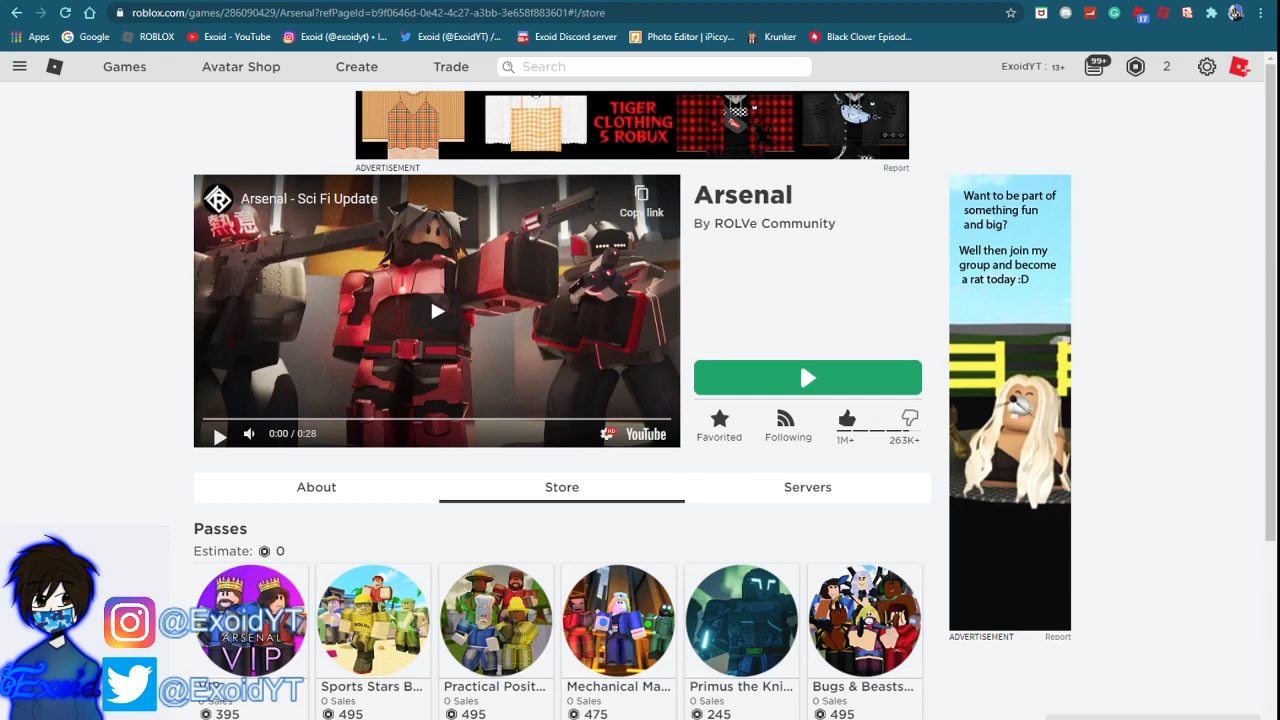 roblox.com/games/286090429/Arsenal?refPageId=b9f0646d-0e42-4c27-a3bb-3e658f883601#!/store
17
Apps
Google
ROBLOX
Exoid - YouTube
Exoid (@exoidyt) • I...
Exoid (@ExoidYT) /...
Exoid Discord server
Photo Editor | iPiccy...
Krunker
Black Clover Episod...
Games
Avatar Shop
Create
Trade
Search
ExoidYT : 13+
99+
2
TIGER
CLOTHING
5 ROBUX
ADVERTISEMENT
Report
Arsenal - Sci Fi Update
Copy link
熱意
0:00 / 0:28
HD
YouTube
Arsenal
By ROLVe Community
Favorited
Following
1M+
263K+
Want to be part of
something fun
and big?
Well then join my
group and become
a rat today :D
ADVERTISEMENT
Report
About
Store
Servers
Passes
Estimate: 0
ARSENAL
VIP
VIP
0 Sales
395
Sports Stars B...
0 Sales
495
Practical Posit...
0 Sales
495
Mechanical Ma...
0 Sales
475
Primus the Kni...
0 Sales
245
Bugs & Beasts...
0 Sales
495
@ExoidYT
@ExoidYT